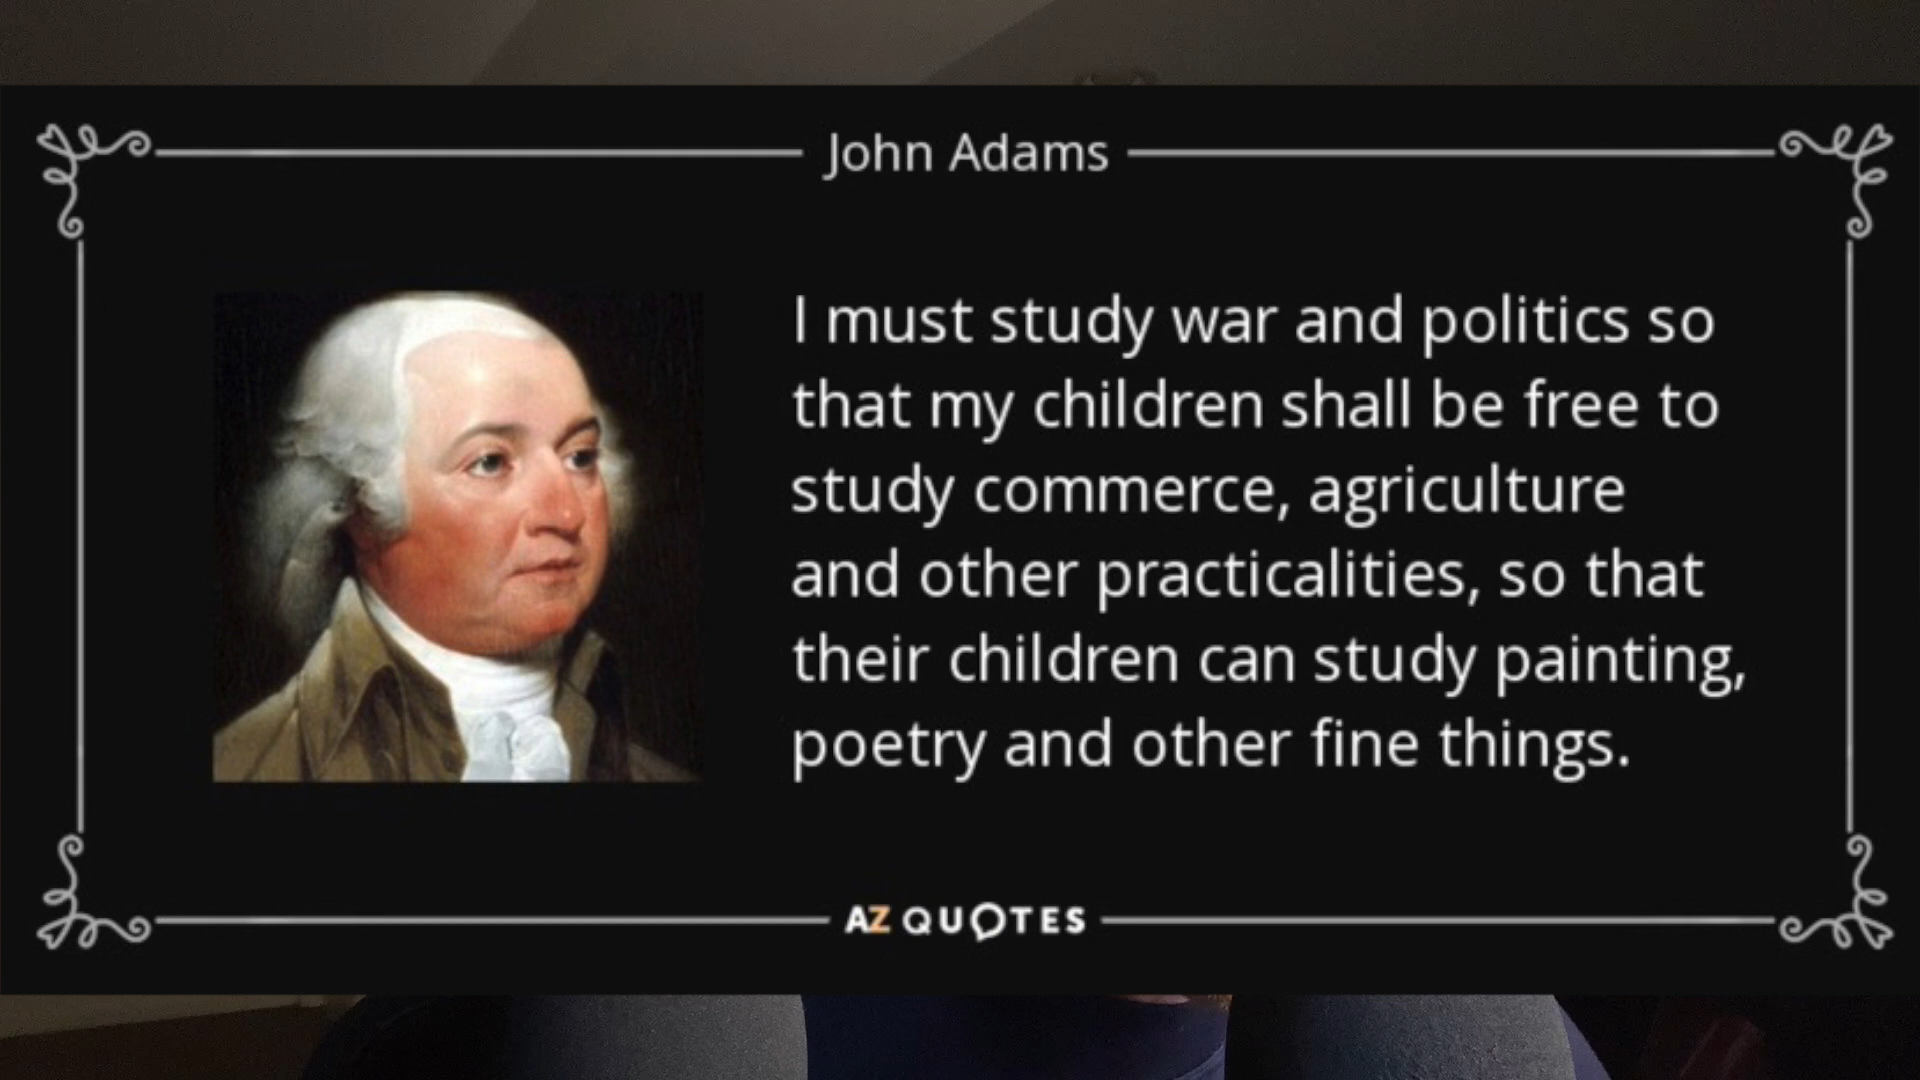 John Adams
I must study war and politics so
that my children shall be free to
study commerce, agriculture
and other practicalities, so that
their children can study painting,
poetry and other fine things.
AZ QUOTES